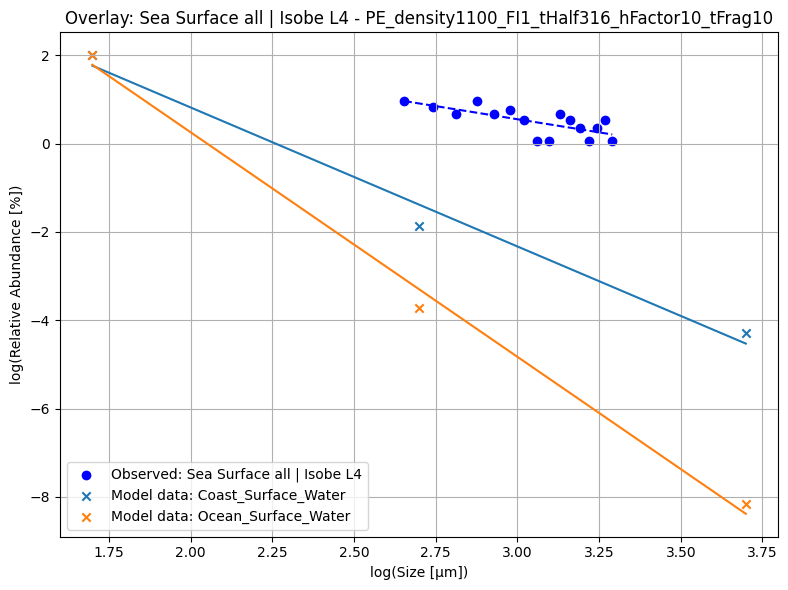 Overlay: Sea Surface all | Isobe L4 - PE_density1100_FI1_tHalf316_hFactor10_tFrag10
log(Relative Abundance [%])
2
0
−2
−4
−6
−8
Observed: Sea Surface all | Isobe L4
Model data: Coast_Surface_Water
Model data: Ocean_Surface_Water
1.75 2.00 2.25 2.50 2.75 3.00 3.25 3.50 3.75
log(Size [µm])